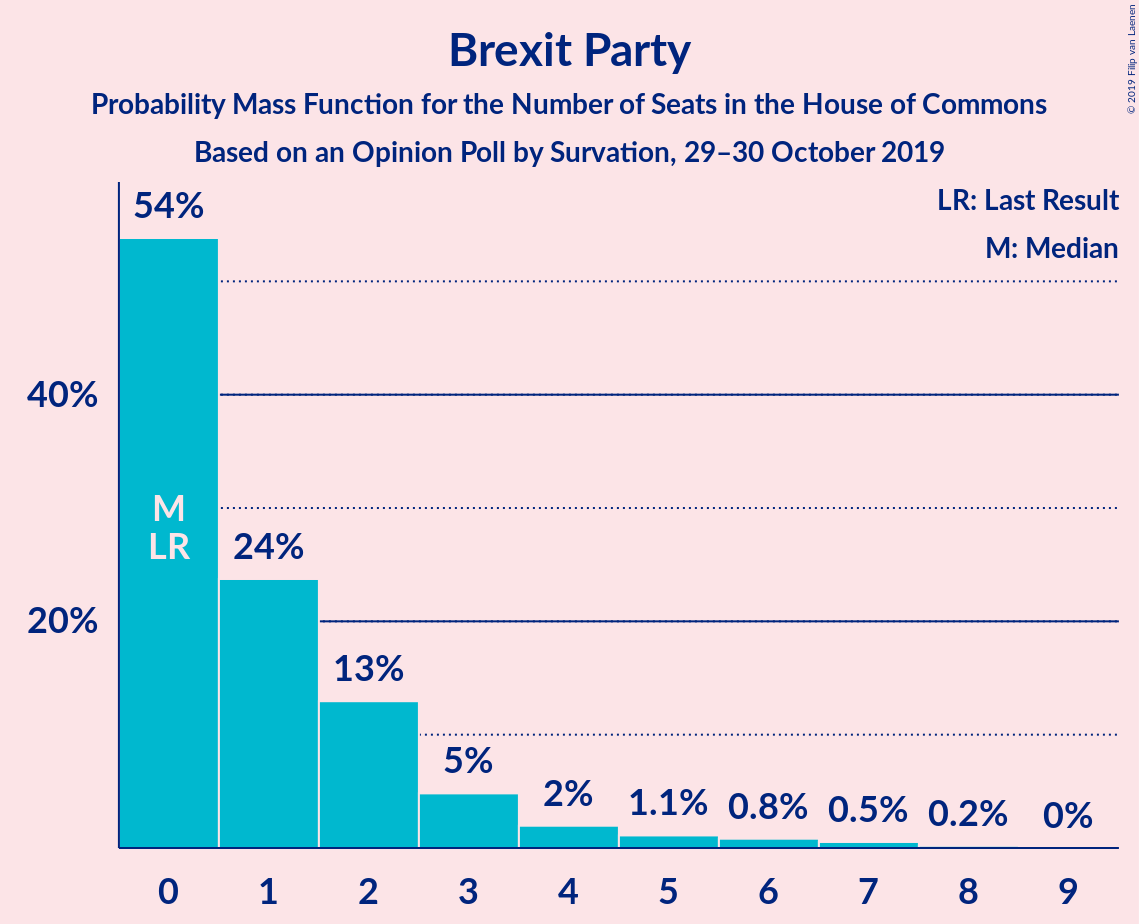 Brexit Party
Probability Mass Function for the Number of Seats in the House of Commons
Based on an Opinion Poll by Survation, 29–30 October 2019
© 2019 Filip van Laenen
LR: Last Result
M: Median
54%
40%
M
LR
24%
20%
13%
5%
2%
1.1%
0.8%
0.5%
0.2%
0%
0 1 2 3 4 5 6 7 8 9